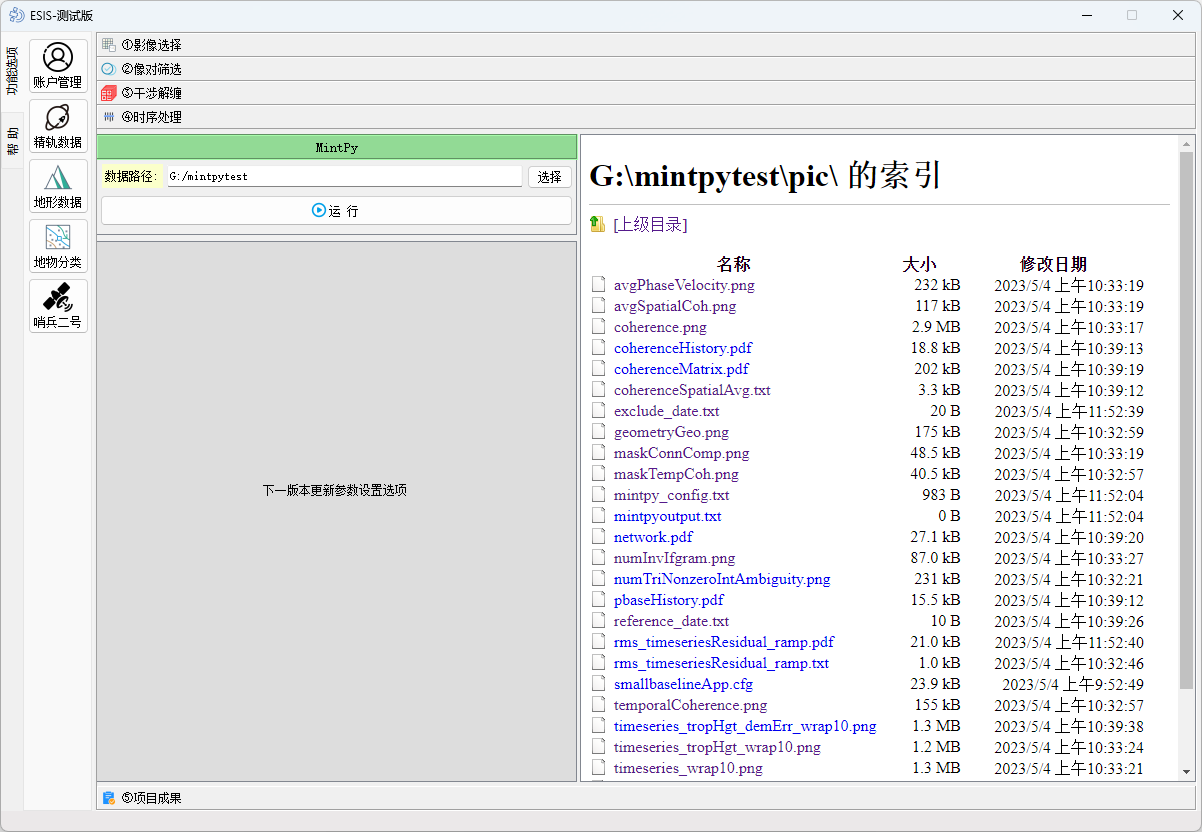 ESIS-测试版
功能选项
帮 助
账户管理
精轨数据
地形数据
地物分类
哨兵二号
①影像选择
②像对筛选
③干涉解缠
④时序处理
MintPy
数据路径: G:/mintpytest 选择
运 行
下一版本更新参数设置选项
G:\mintpytest\pic\ 的索引
[上级目录]
名称 大小 修改日期
avgPhaseVelocity.png 232 kB 2023/5/4 上午10:33:19
avgSpatialCoh.png 117 kB 2023/5/4 上午10:33:19
coherence.png 2.9 MB 2023/5/4 上午10:33:17
coherenceHistory.pdf 18.8 kB 2023/5/4 上午10:39:13
coherenceMatrix.pdf 202 kB 2023/5/4 上午10:39:19
coherenceSpatialAvg.txt 3.3 kB 2023/5/4 上午10:39:12
exclude_date.txt 20 B 2023/5/4 上午11:52:39
geometryGeo.png 175 kB 2023/5/4 上午10:32:59
maskConnComp.png 48.5 kB 2023/5/4 上午10:33:19
maskTempCoh.png 40.5 kB 2023/5/4 上午10:32:57
mintpy_config.txt 983 B 2023/5/4 上午11:52:04
mintpyoutput.txt 0 B 2023/5/4 上午11:52:04
network.pdf 27.1 kB 2023/5/4 上午10:39:20
numInvIfgram.png 87.0 kB 2023/5/4 上午10:33:27
numTriNonzeroIntAmbiguity.png 231 kB 2023/5/4 上午10:32:21
pbaseHistory.pdf 15.5 kB 2023/5/4 上午10:39:12
reference_date.txt 10 B 2023/5/4 上午10:39:26
rms_timeseriesResidual_ramp.pdf 21.0 kB 2023/5/4 上午11:52:40
rms_timeseriesResidual_ramp.txt 1.0 kB 2023/5/4 上午10:32:46
smallbaselineApp.cfg 23.9 kB 2023/5/4 上午9:52:49
temporalCoherence.png 155 kB 2023/5/4 上午10:32:57
timeseries_tropHgt_demErr_wrap10.png 1.3 MB 2023/5/4 上午10:39:38
timeseries_tropHgt_wrap10.png 1.2 MB 2023/5/4 上午10:33:24
timeseries_wrap10.png 1.3 MB 2023/5/4 上午10:33:21
⑤项目成果